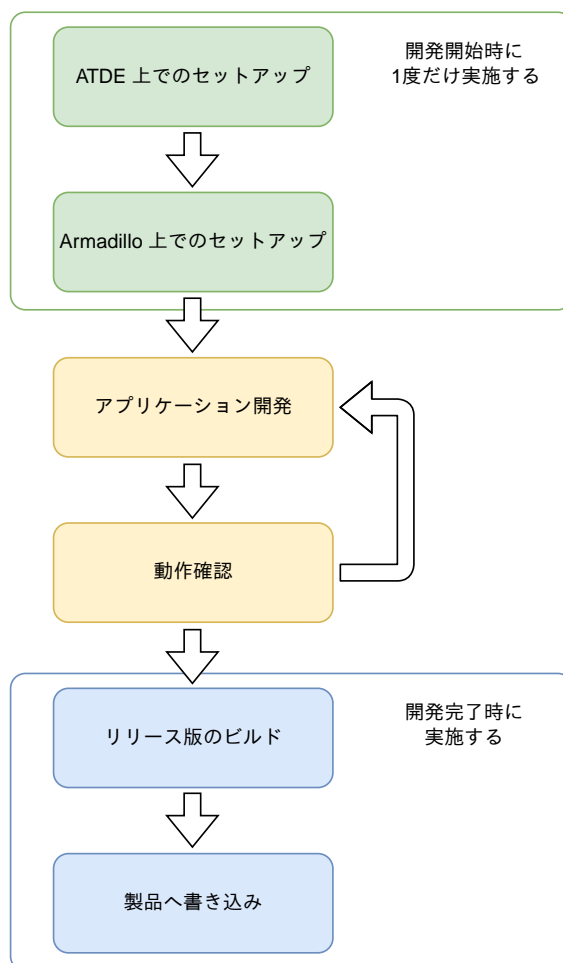 ATDE 上でのセットアップ
開発開始時に
1度だけ実施する
Armadillo 上でのセットアップ
アプリケーション開発
動作確認
リリース版のビルド
開発完了時に
実施する
製品へ書き込み